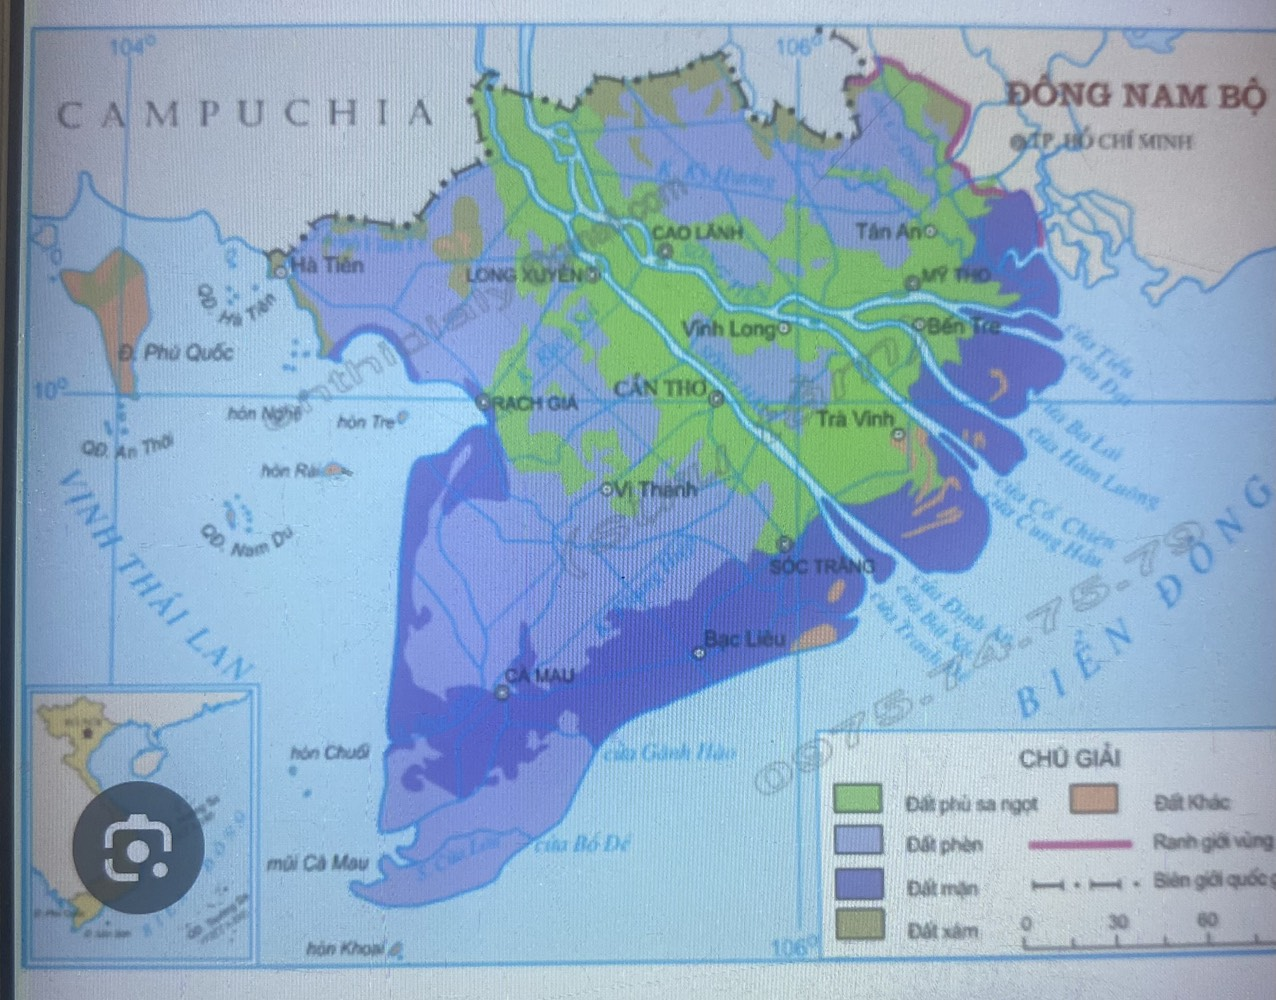 104°
106°
CAMPUCHIA
ĐÔNG NAM BỘ
TP. HỒ CHÍ MINH
CAO LÃNH
Tân An
Hà Tiên
LONG XUYÊN
MỸ THO
QĐ. Hà Tiên
Vĩnh Long
Bến Tre
cửa Tiểu
cửa Đại
Đ. Phú Quốc
10°
CẦN THƠ
RẠCH GIÁ
Trà Vinh
cửa Ba Lai
cửa Hàm Luông
hòn Nghệ
hòn Tre
QĐ. An Thới
hòn Rái
Vị Thanh
cửa Cổ Chiên
cửa Cung Hầu
QĐ. Nam Du
VỊNH THÁI LAN
SÓC TRĂNG
cửa Định An
cửa Bát Xắc
cửa Tranh
Bạc Liêu
BIỂN ĐÔNG
0975.74.75.79
CÀ MAU
hòn Chuối
cửa Gành Hào
cửa Bồ Đề
mũi Cà Mau
hòn Khoai
106°
CHÚ GIẢI
Đất phù sa ngọt
Đất Khác
Đất phèn
Ranh giới vùng
Đất mặn
Biên giới quốc g
Đất xám
0 30 60